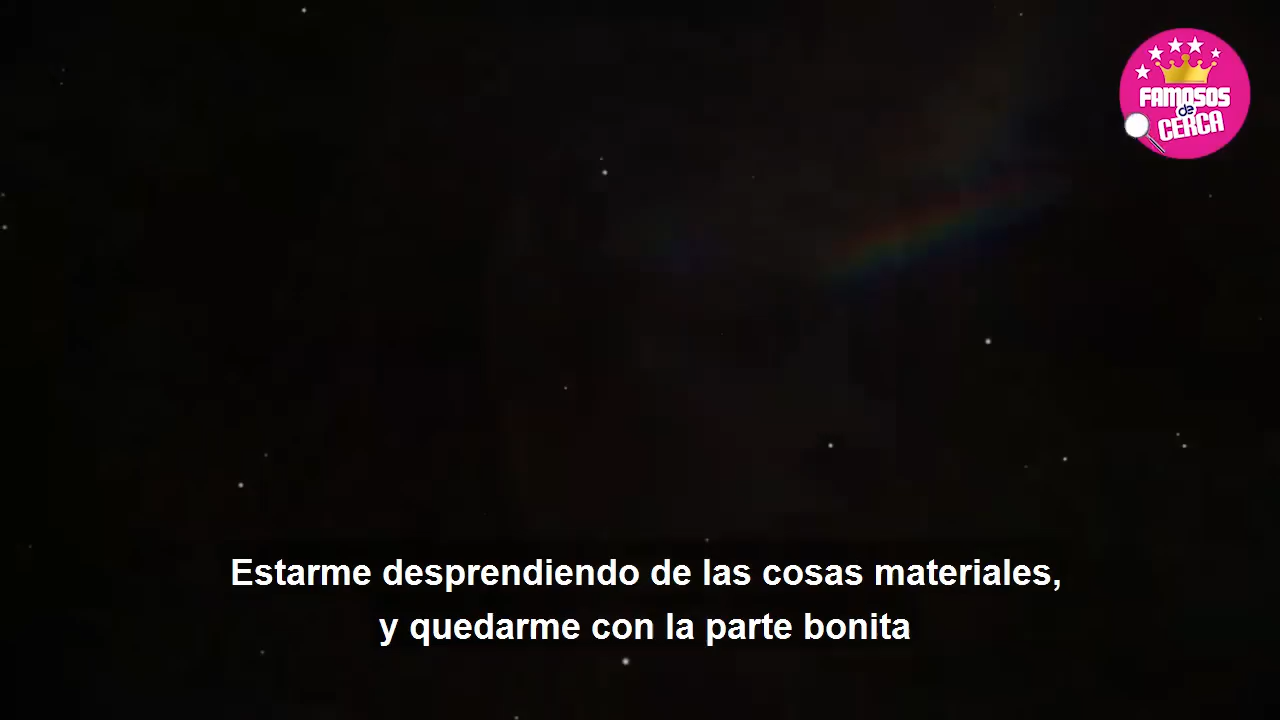 FAMOSOS
de
CERCA
Estarme desprendiendo de las cosas materiales,
y quedarme con la parte bonita